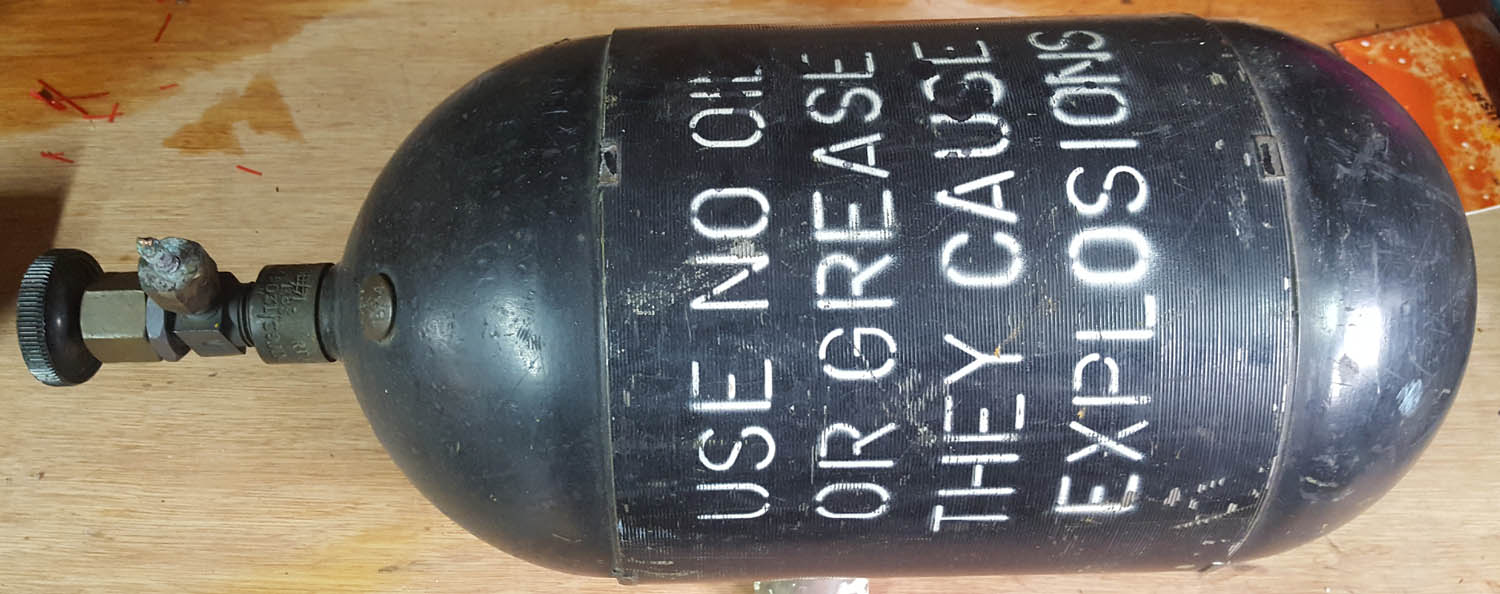 USE NO OIL
OR GREASE
THEY CAUSE
EXPLOSIONS